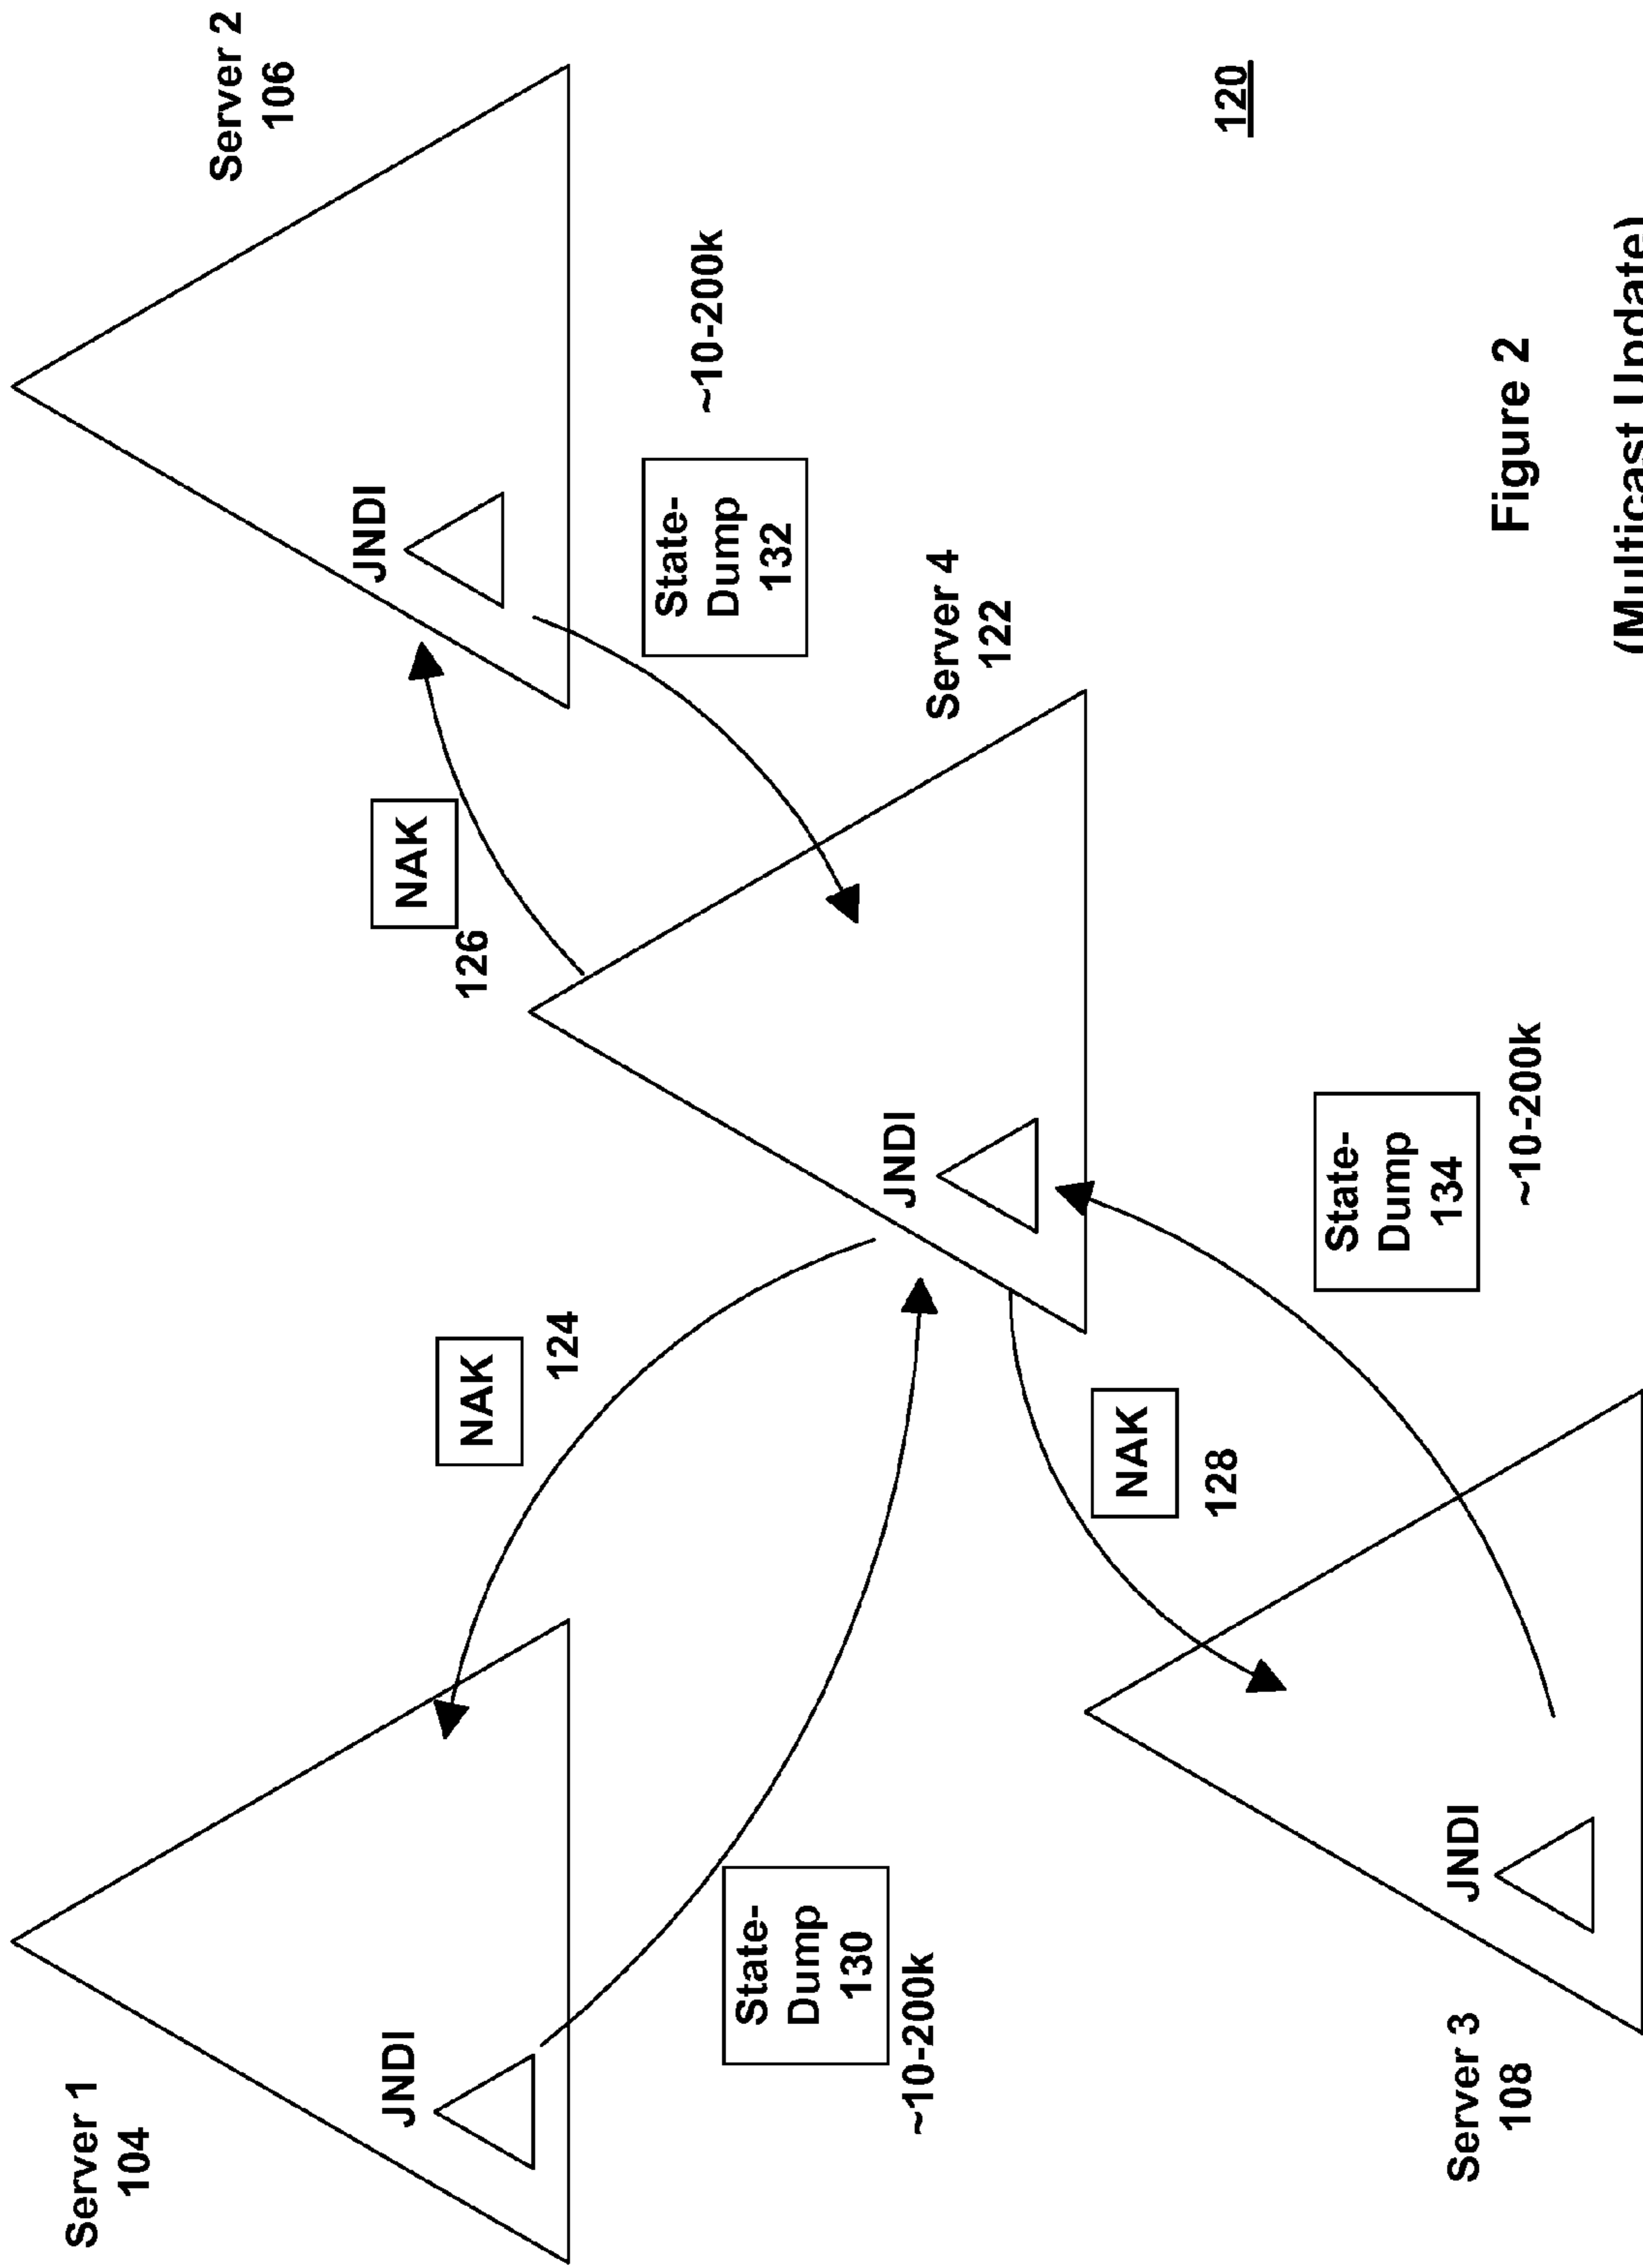 Server 1
104
JNDI
Server 2
106
JNDI
NAK
124
NAK
126
State-
Dump
130
~10-200k
State-
Dump
132
~10-200k
Server 4
122
JNDI
NAK
128
State-
Dump
134
~10-200k
Server 3
108
JNDI
120
Figure 2
(Multicast Update)